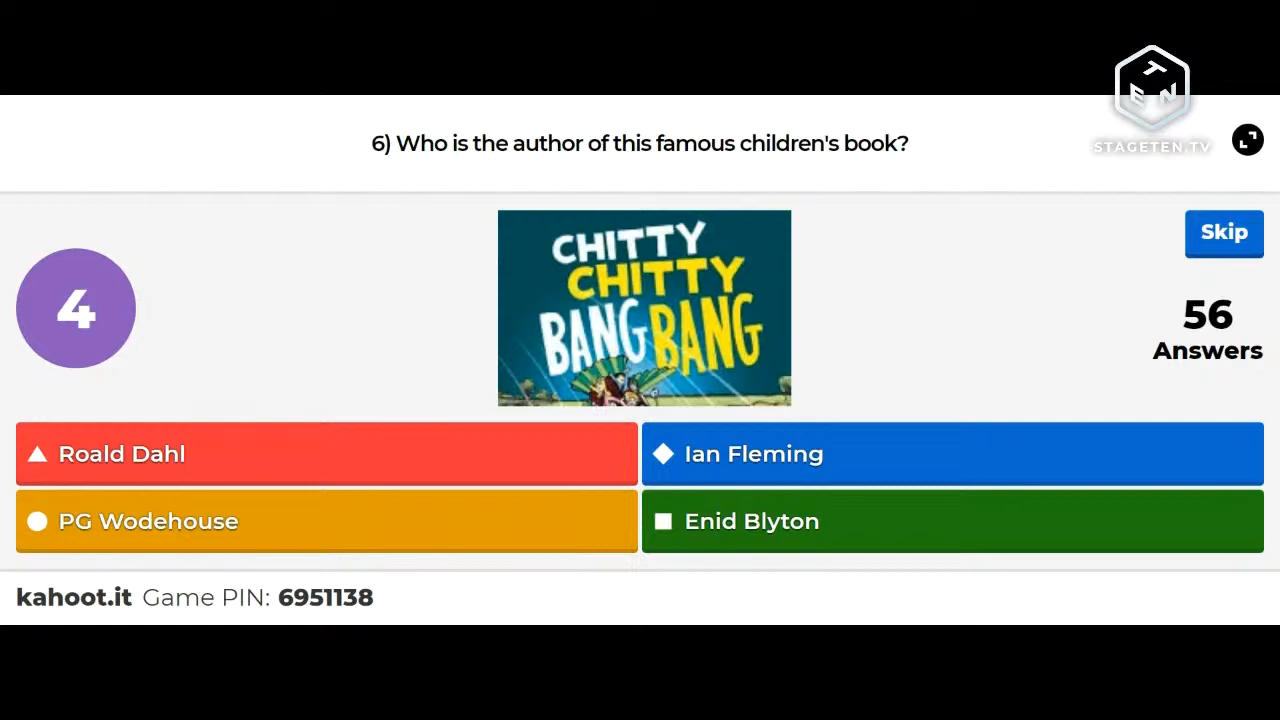 TEN
STAGETEN.TV
6) Who is the author of this famous children's book?
Skip
4
CHITTY
CHITTY
BANG BANG
56
Answers
Roald Dahl
Ian Fleming
PG Wodehouse
Enid Blyton
kahoot.it Game PIN: 6951138